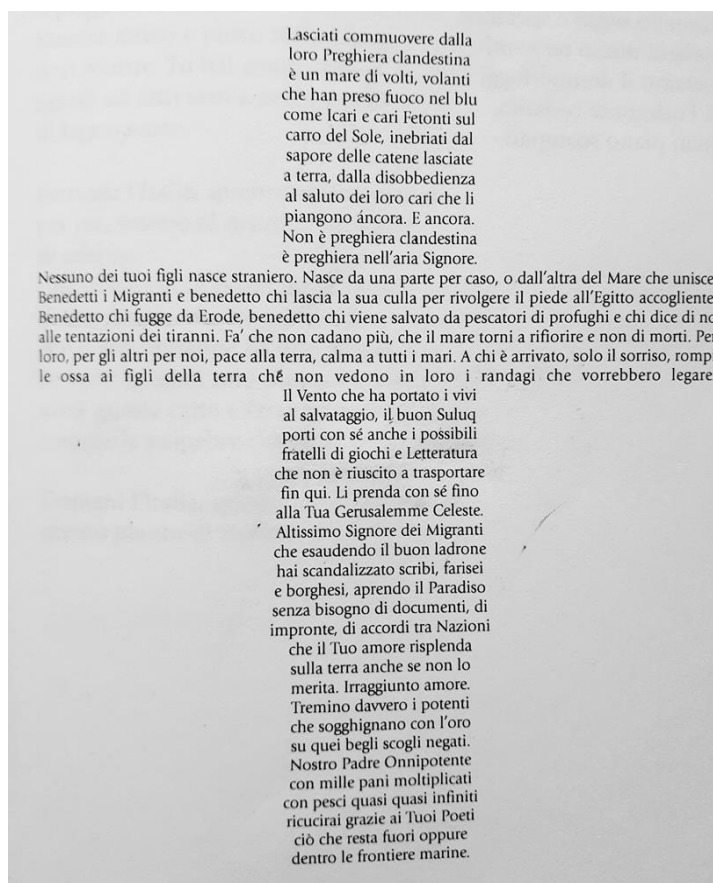 Lasciati commuovere dalla
loro Preghiera clandestina
è un mare di volti, volanti
che han preso fuoco nel blu
come Icari e cari Fetonti sul
carro del Sole, inebriati dal
sapore delle catene lasciate
a terra, dalla disobbedienza
al saluto dei loro cari che li
piangono áncora. E ancora.
Non è preghiera clandestina
è preghiera nell'aria Signore.
Nessuno dei tuoi figli nasce straniero. Nasce da una parte per caso, o dall'altra del Mare che unisce
Benedetti i Migranti e benedetto chi lascia la sua culla per rivolgere il piede all'Egitto accogliente
Benedetto chi fugge da Erode, benedetto chi viene salvato da pescatori di profughi e chi dice di no
alle tentazioni dei tiranni. Fa' che non cadano più, che il mare torni a rifiorire e non di morti. Per
loro, per gli altri per noi, pace alla terra, calma a tutti i mari. A chi è arrivato, solo il sorriso, romp
le ossa ai figli della terra ché non vedono in loro i randagi che vorrebbero legare
Il Vento che ha portato i vivi
al salvataggio, il buon Suluq
porti con sé anche i possibili
fratelli di giochi e Letteratura
che non è riuscito a trasportare
fin qui. Li prenda con sé fino
alla Tua Gerusalemme Celeste.
Altissimo Signore dei Migranti
che esaudendo il buon ladrone
hai scandalizzato scribi, farisei
e borghesi, aprendo il Paradiso
senza bisogno di documenti, di
impronte, di accordi tra Nazioni
che il Tuo amore risplenda
sulla terra anche se non lo
merita. Irraggiunto amore.
Tremino davvero i potenti
che sogghignano con l'oro
su quei begli scogli negati.
Nostro Padre Onnipotente
con mille pani moltiplicati
con pesci quasi quasi infiniti
ricucirai grazie ai Tuoi Poeti
ciò che resta fuori oppure
dentro le frontiere marine.